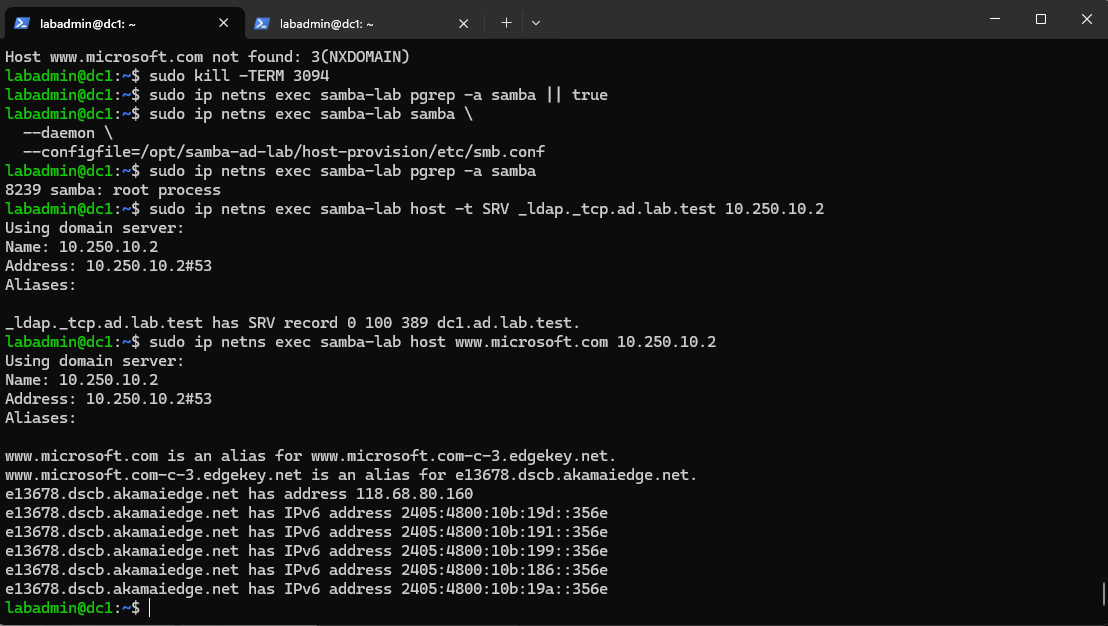 labadmin@dc1: ~
labadmin@dc1: ~
Host www.microsoft.com not found: 3(NXDOMAIN)
labadmin@dc1:~$ sudo kill -TERM 3094
labadmin@dc1:~$ sudo ip netns exec samba-lab pgrep -a samba || true
labadmin@dc1:~$ sudo ip netns exec samba-lab samba \
  --daemon \
  --configfile=/opt/samba-ad-lab/host-provision/etc/smb.conf
labadmin@dc1:~$ sudo ip netns exec samba-lab pgrep -a samba
8239 samba: root process
labadmin@dc1:~$ sudo ip netns exec samba-lab host -t SRV _ldap._tcp.ad.lab.test 10.250.10.2
Using domain server:
Name: 10.250.10.2
Address: 10.250.10.2#53
Aliases:

_ldap._tcp.ad.lab.test has SRV record 0 100 389 dc1.ad.lab.test.
labadmin@dc1:~$ sudo ip netns exec samba-lab host www.microsoft.com 10.250.10.2
Using domain server:
Name: 10.250.10.2
Address: 10.250.10.2#53
Aliases:

www.microsoft.com is an alias for www.microsoft.com-c-3.edgekey.net.
www.microsoft.com-c-3.edgekey.net is an alias for e13678.dscb.akamaiedge.net.
e13678.dscb.akamaiedge.net has address 118.68.80.160
e13678.dscb.akamaiedge.net has IPv6 address 2405:4800:10b:19d::356e
e13678.dscb.akamaiedge.net has IPv6 address 2405:4800:10b:191::356e
e13678.dscb.akamaiedge.net has IPv6 address 2405:4800:10b:199::356e
e13678.dscb.akamaiedge.net has IPv6 address 2405:4800:10b:186::356e
e13678.dscb.akamaiedge.net has IPv6 address 2405:4800:10b:19a::356e
labadmin@dc1:~$